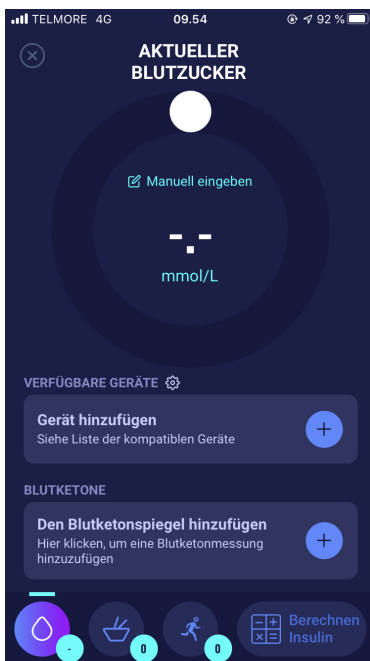 TELMORE 4G 09.54 92 %
AKTUELLER
BLUTZUCKER
Manuell eingeben
-.-
mmol/L
VERFÜGBARE GERÄTE
Gerät hinzufügen
Siehe Liste der kompatiblen Geräte
BLUTKETONE
Den Blutketonspiegel hinzufügen
Hier klicken, um eine Blutketonmessung
hinzuzufügen
- 0 0
Berechnen
Insulin